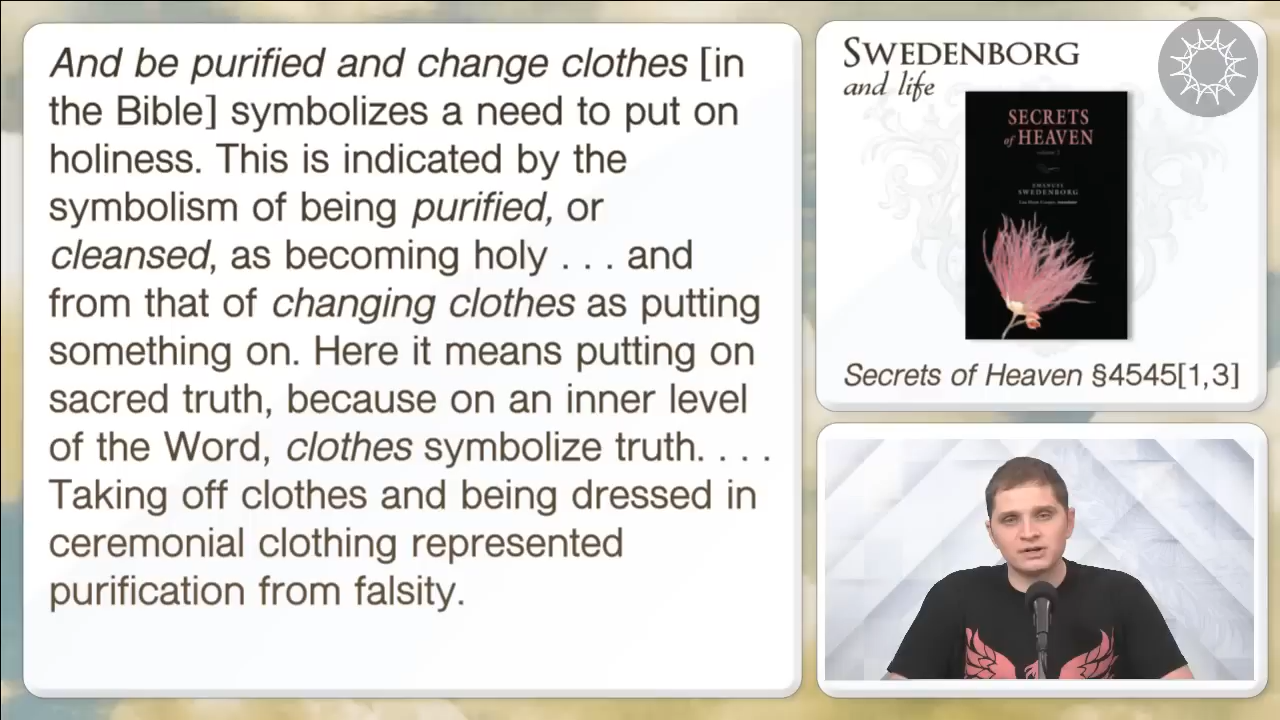 And be purified and change clothes [in
the Bible] symbolizes a need to put on
holiness. This is indicated by the
symbolism of being purified, or
cleansed, as becoming holy . . . and
from that of changing clothes as putting
something on. Here it means putting on
sacred truth, because on an inner level
of the Word, clothes symbolize truth. . . .
Taking off clothes and being dressed in
ceremonial clothing represented
purification from falsity.
SWEDENBORG
and life
SECRETS
of HEAVEN
EMANUEL
SWEDENBORG
Secrets of Heaven §4545[1,3]